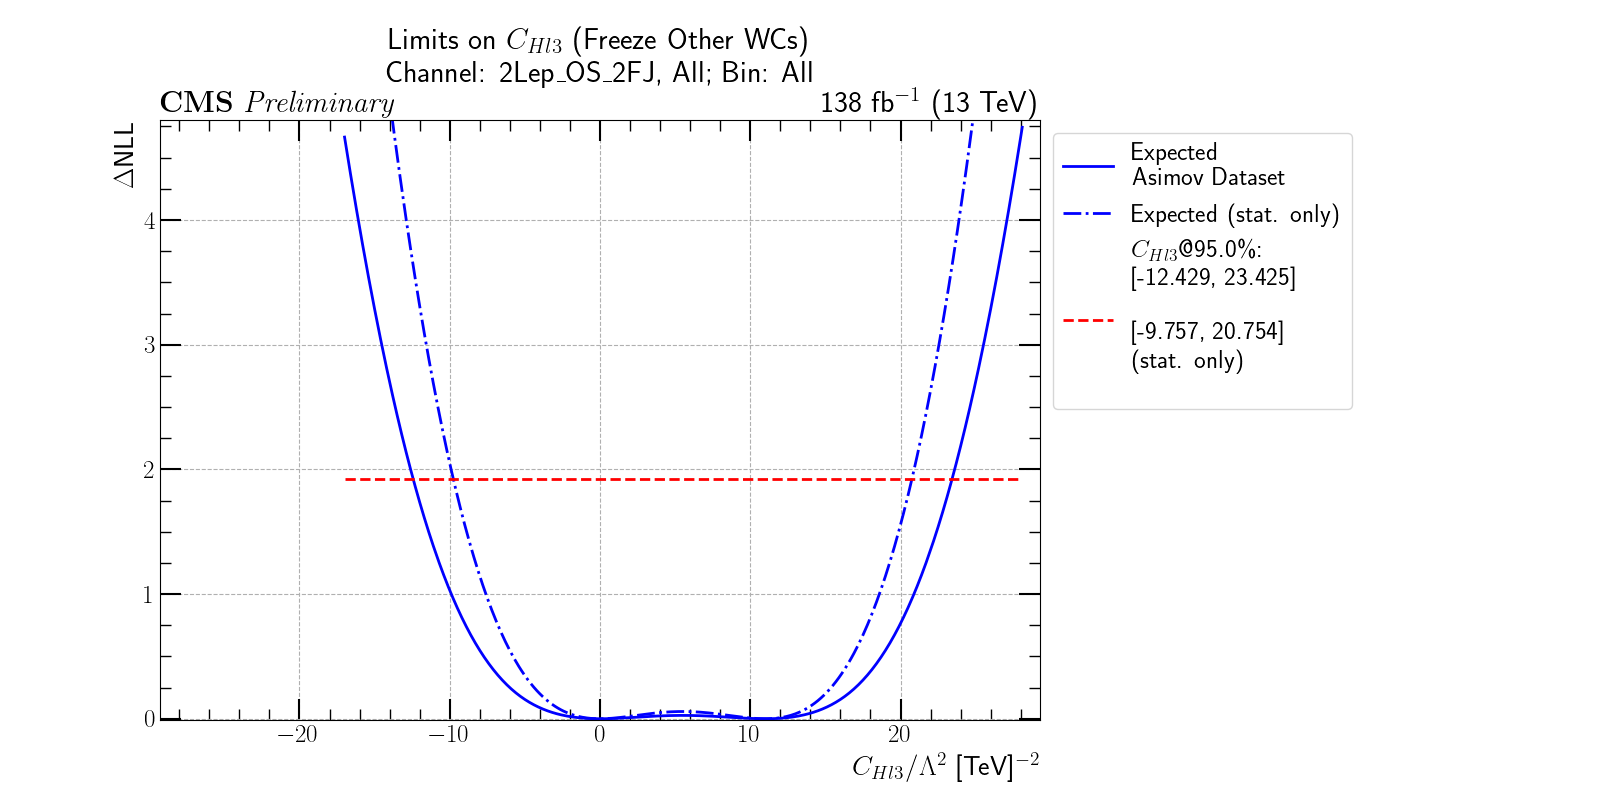 Limits on C_{Hl3} (Freeze Other WCs)
Channel: 2Lep_OS_2FJ, All; Bin: All
CMS Preliminary
138 fb^{-1} (13 TeV)
ΔNLL
4
3
2
1
0
−20
−10
0
10
20
C_{Hl3}/Λ^2 [TeV]^{−2}
Expected
Asimov Dataset
Expected (stat. only)
C_{Hl3}@95.0%:
[-12.429, 23.425]
[-9.757, 20.754]
(stat. only)